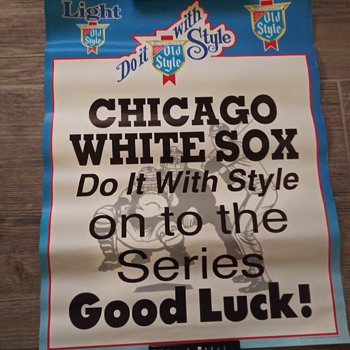 Light
Old Style
Do it with Style
Old Style
Old Style
CHICAGO
WHITE SOX
Do It With Style
on to the
Series
Good Luck!